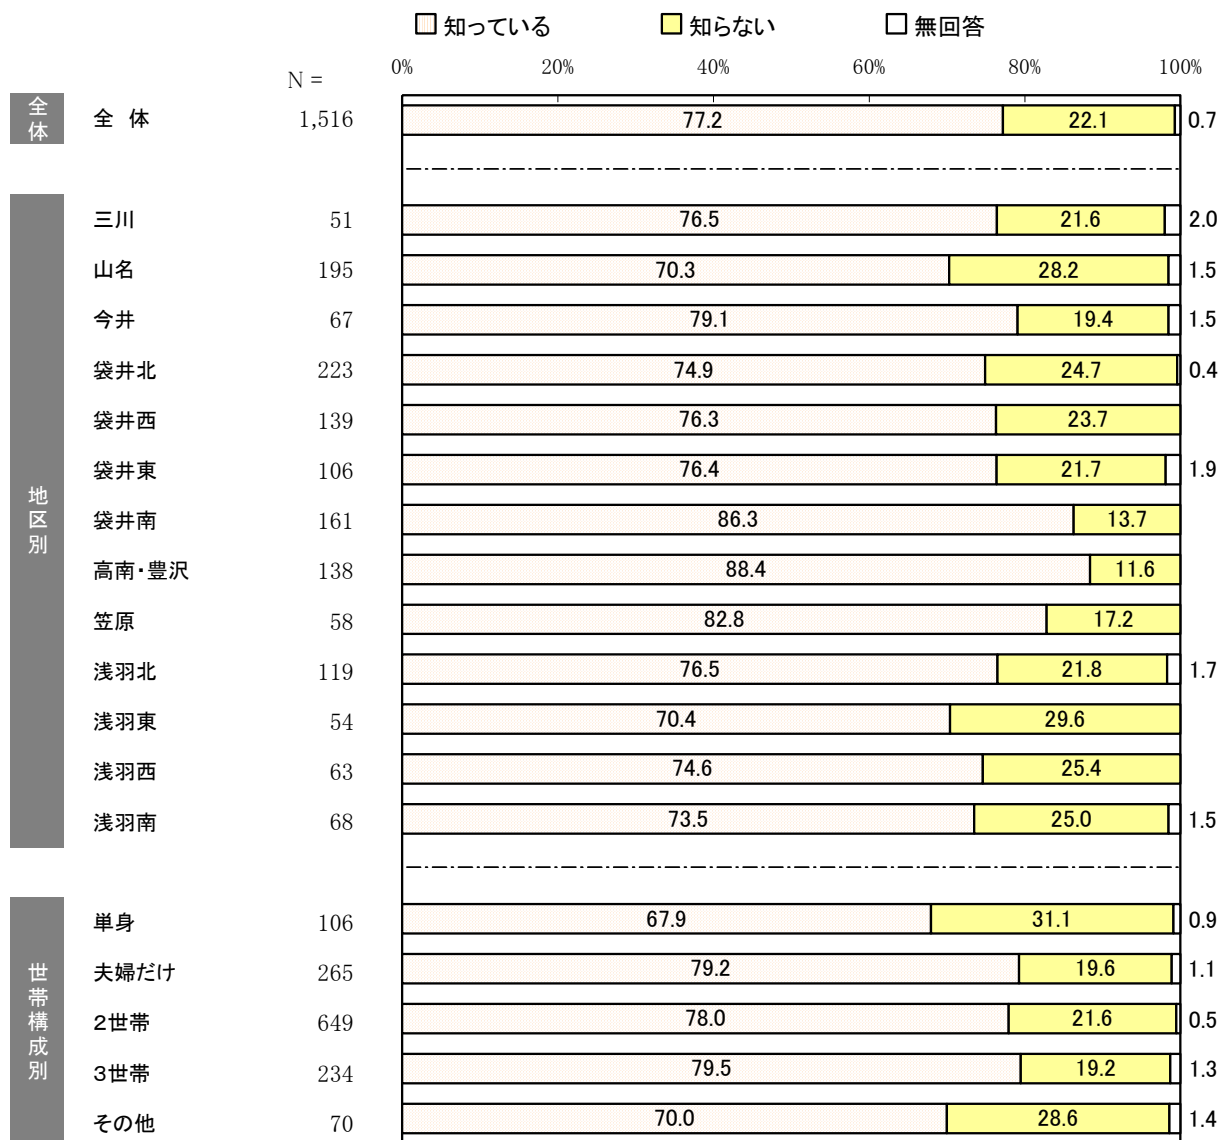 知っている 知らない 無回答
N = 0% 20% 40% 60% 80% 100%
全体
全 体 1,516 77.2 22.1 0.7
地区別
三川 51 76.5 21.6 2.0
山名 195 70.3 28.2 1.5
今井 67 79.1 19.4 1.5
袋井北 223 74.9 24.7 0.4
袋井西 139 76.3 23.7
袋井東 106 76.4 21.7 1.9
袋井南 161 86.3 13.7
高南・豊沢 138 88.4 11.6
笠原 58 82.8 17.2
浅羽北 119 76.5 21.8 1.7
浅羽東 54 70.4 29.6
浅羽西 63 74.6 25.4
浅羽南 68 73.5 25.0 1.5
世帯構成別
単身 106 67.9 31.1 0.9
夫婦だけ 265 79.2 19.6 1.1
2世帯 649 78.0 21.6 0.5
3世帯 234 79.5 19.2 1.3
その他 70 70.0 28.6 1.4